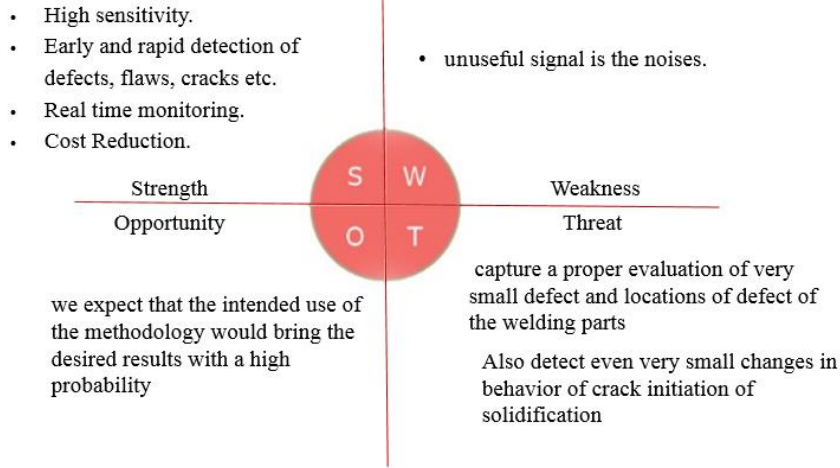 • High sensitivity.
• Early and rapid detection of
defects, flaws, cracks etc.
• Real time monitoring.
• Cost Reduction.
• unuseful signal is the noises.
S W
O T
Strength
Weakness
Opportunity
Threat
we expect that the intended use of
the methodology would bring the
desired results with a high
probability
capture a proper evaluation of very
small defect and locations of defect of
the welding parts
Also detect even very small changes in
behavior of crack initiation of
solidification